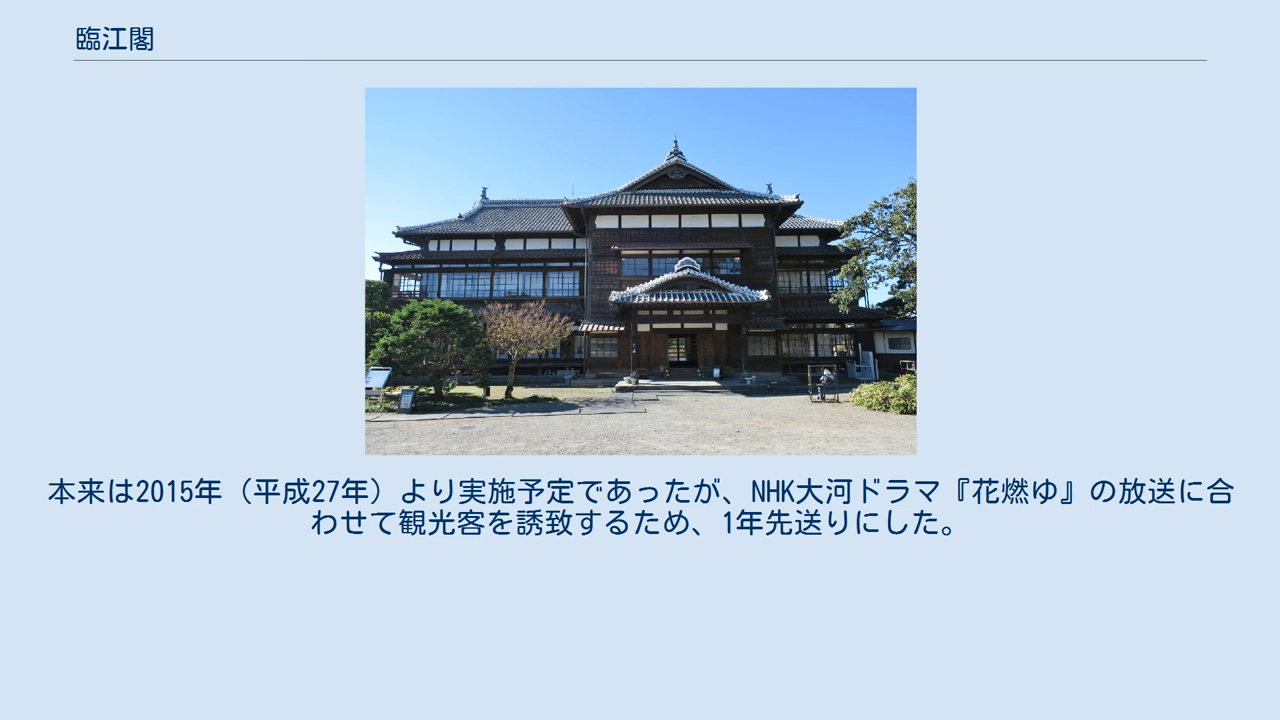 臨江閣
本来は2015年（平成27年）より実施予定であったが、NHK大河ドラマ『花燃ゆ』の放送に合
わせて観光客を誘致するため、1年先送りにした。